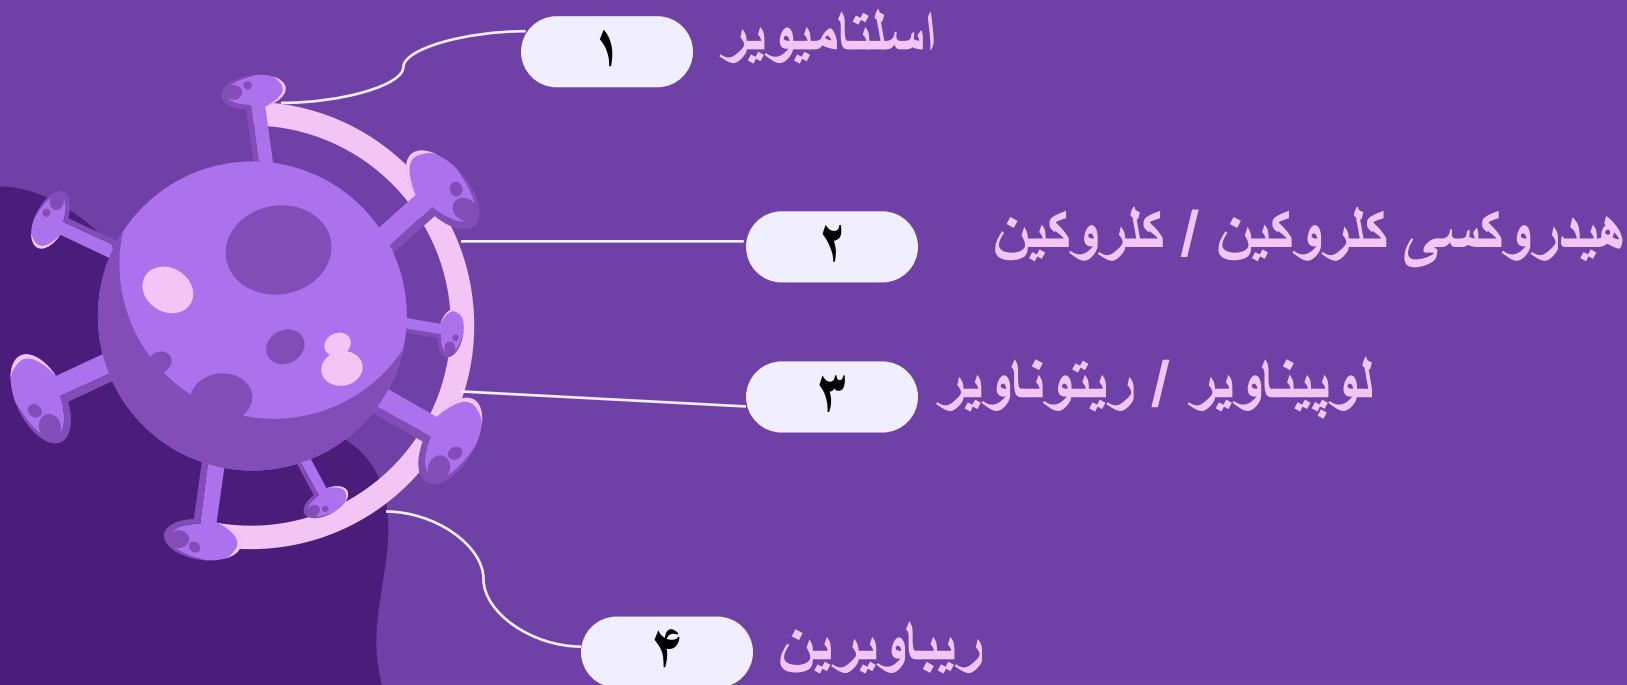 ۱ اسلتامیویر
۲ هیدروکسی کلروکین / کلروکین
۳ لوپیناویر / ریتوناویر
۴ ریباویرین